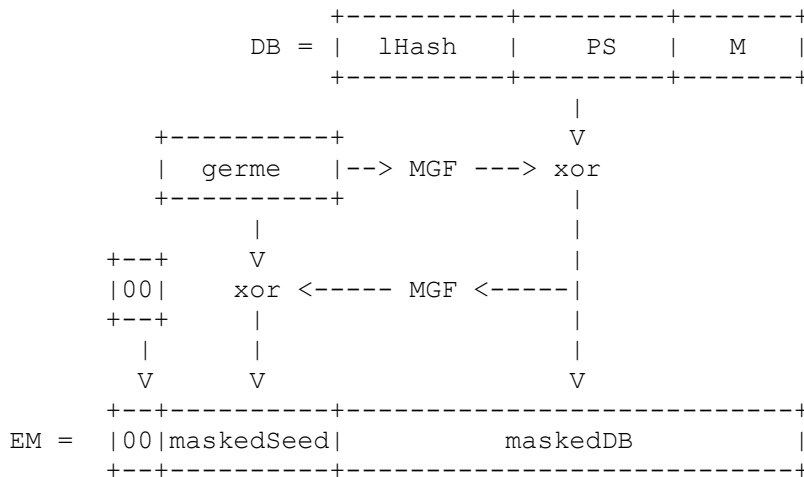 +----------+---------+-------+
                     DB = |  lHash   |    PS   |   M   |
                          +----------+---------+-------+
                                         |
               +----------+              V
               |  germe   |--> MGF ---> xor
               +----------+              |
                     |                   |
            +--+     V                   |
            |00|    xor <----- MGF <-----|
            +--+     |                   |
              |      |                   |
              V      V                   V
            +--+----------+--------------------------+
      EM =  |00|maskedSeed|          maskedDB        |
            +--+----------+--------------------------+